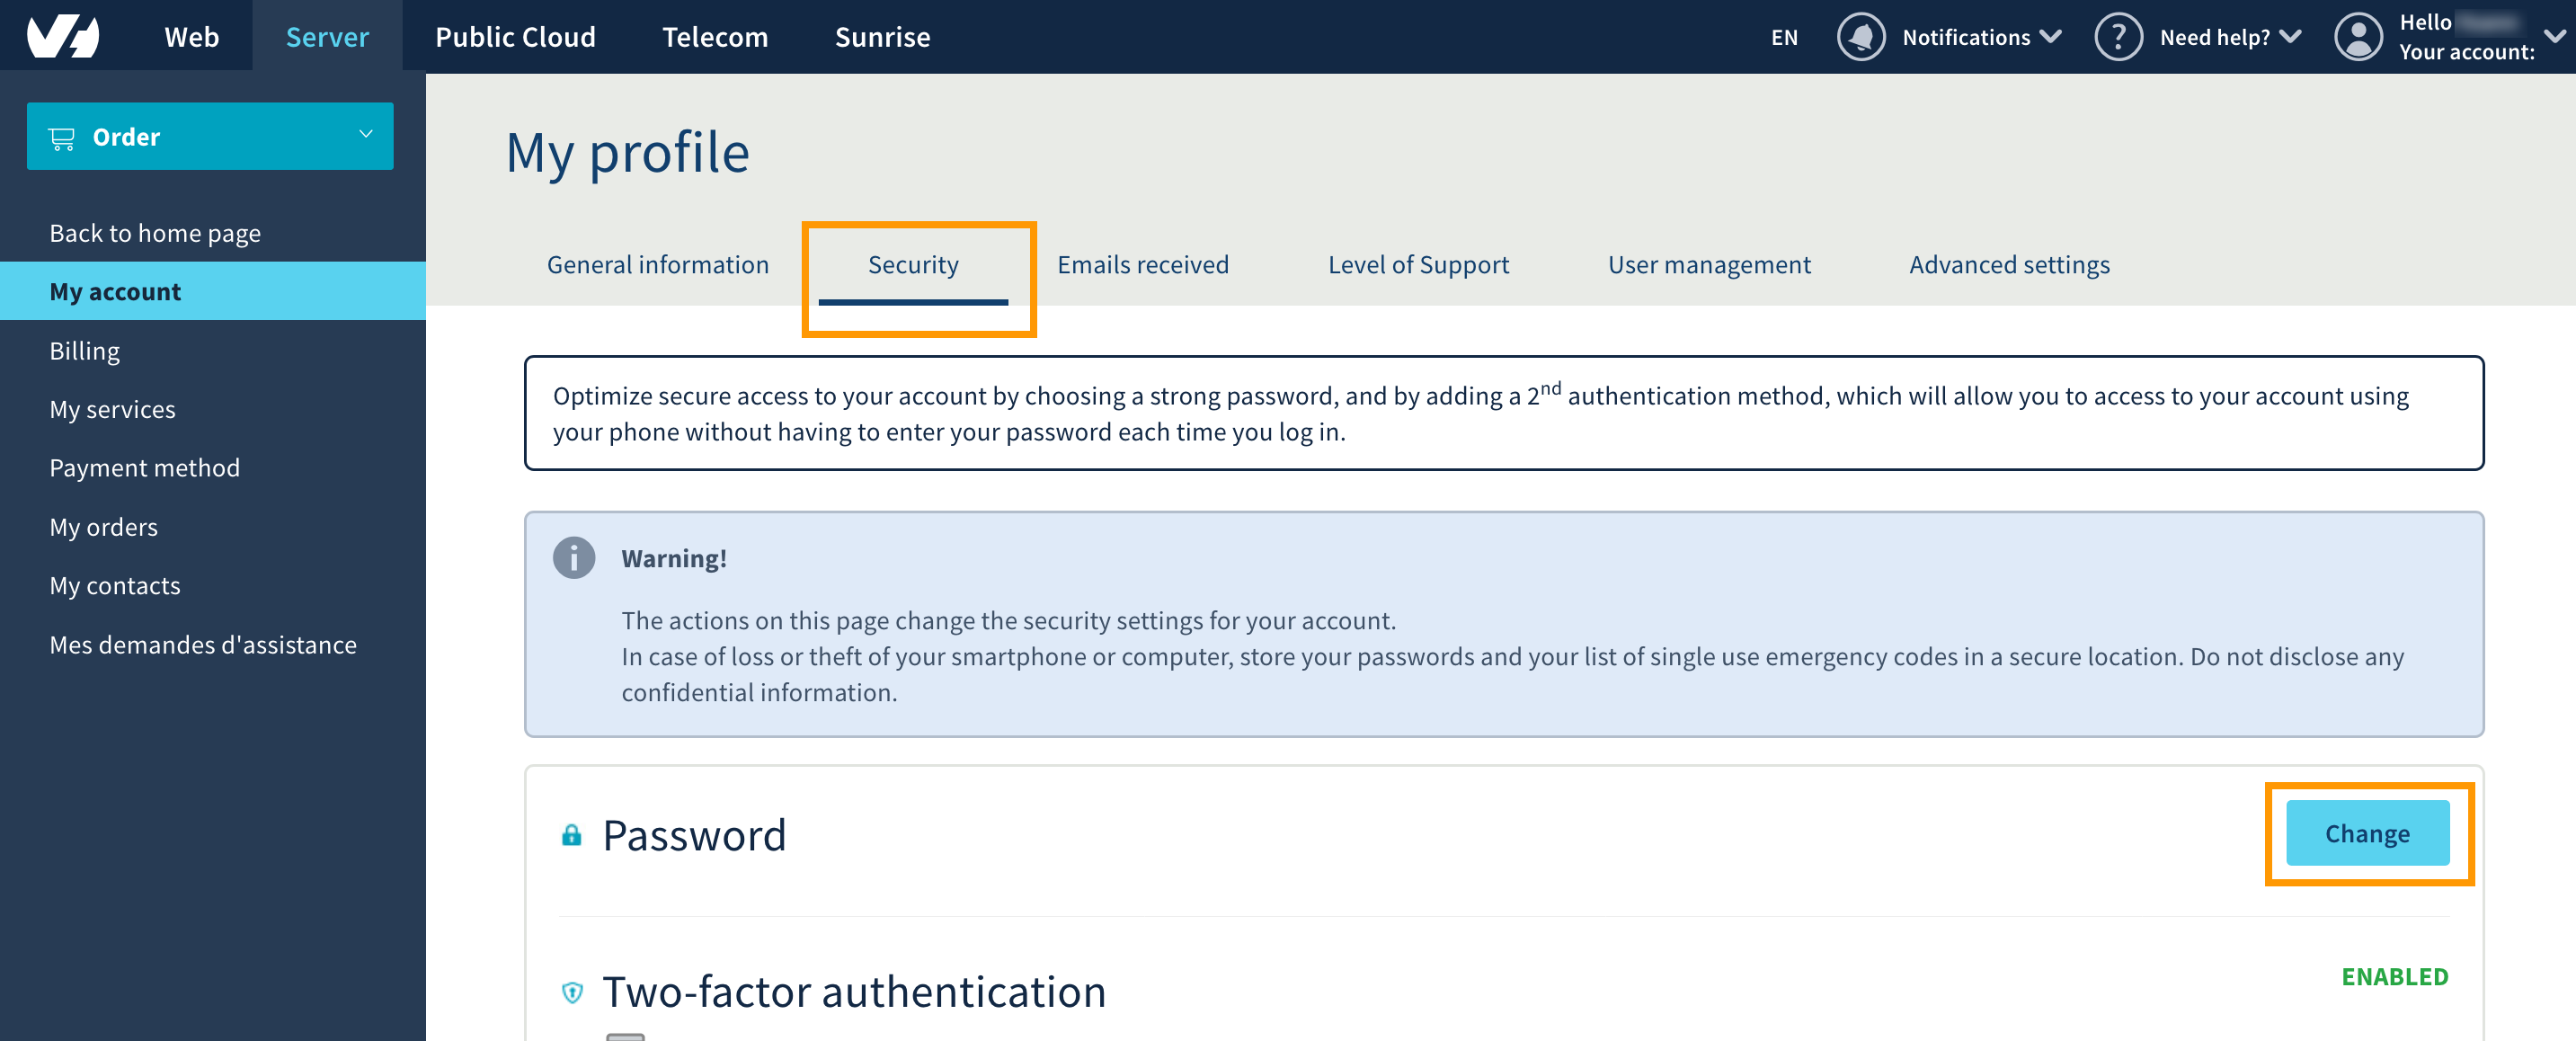 Web
Server
Public Cloud
Telecom
Sunrise
EN
Notifications
?
Need help?
Hello
Your account:
Order
Back to home page
My account
Billing
My services
Payment method
My orders
My contacts
Mes demandes d'assistance
My profile
General information
Security
Emails received
Level of Support
User management
Advanced settings
Optimize secure access to your account by choosing a strong password, and by adding a 2nd authentication method, which will allow you to access to your account using
your phone without having to enter your password each time you log in.
i
Warning!
The actions on this page change the security settings for your account.
In case of loss or theft of your smartphone or computer, store your passwords and your list of single use emergency codes in a secure location. Do not disclose any
confidential information.
Password
Change
Two-factor authentication
ENABLED